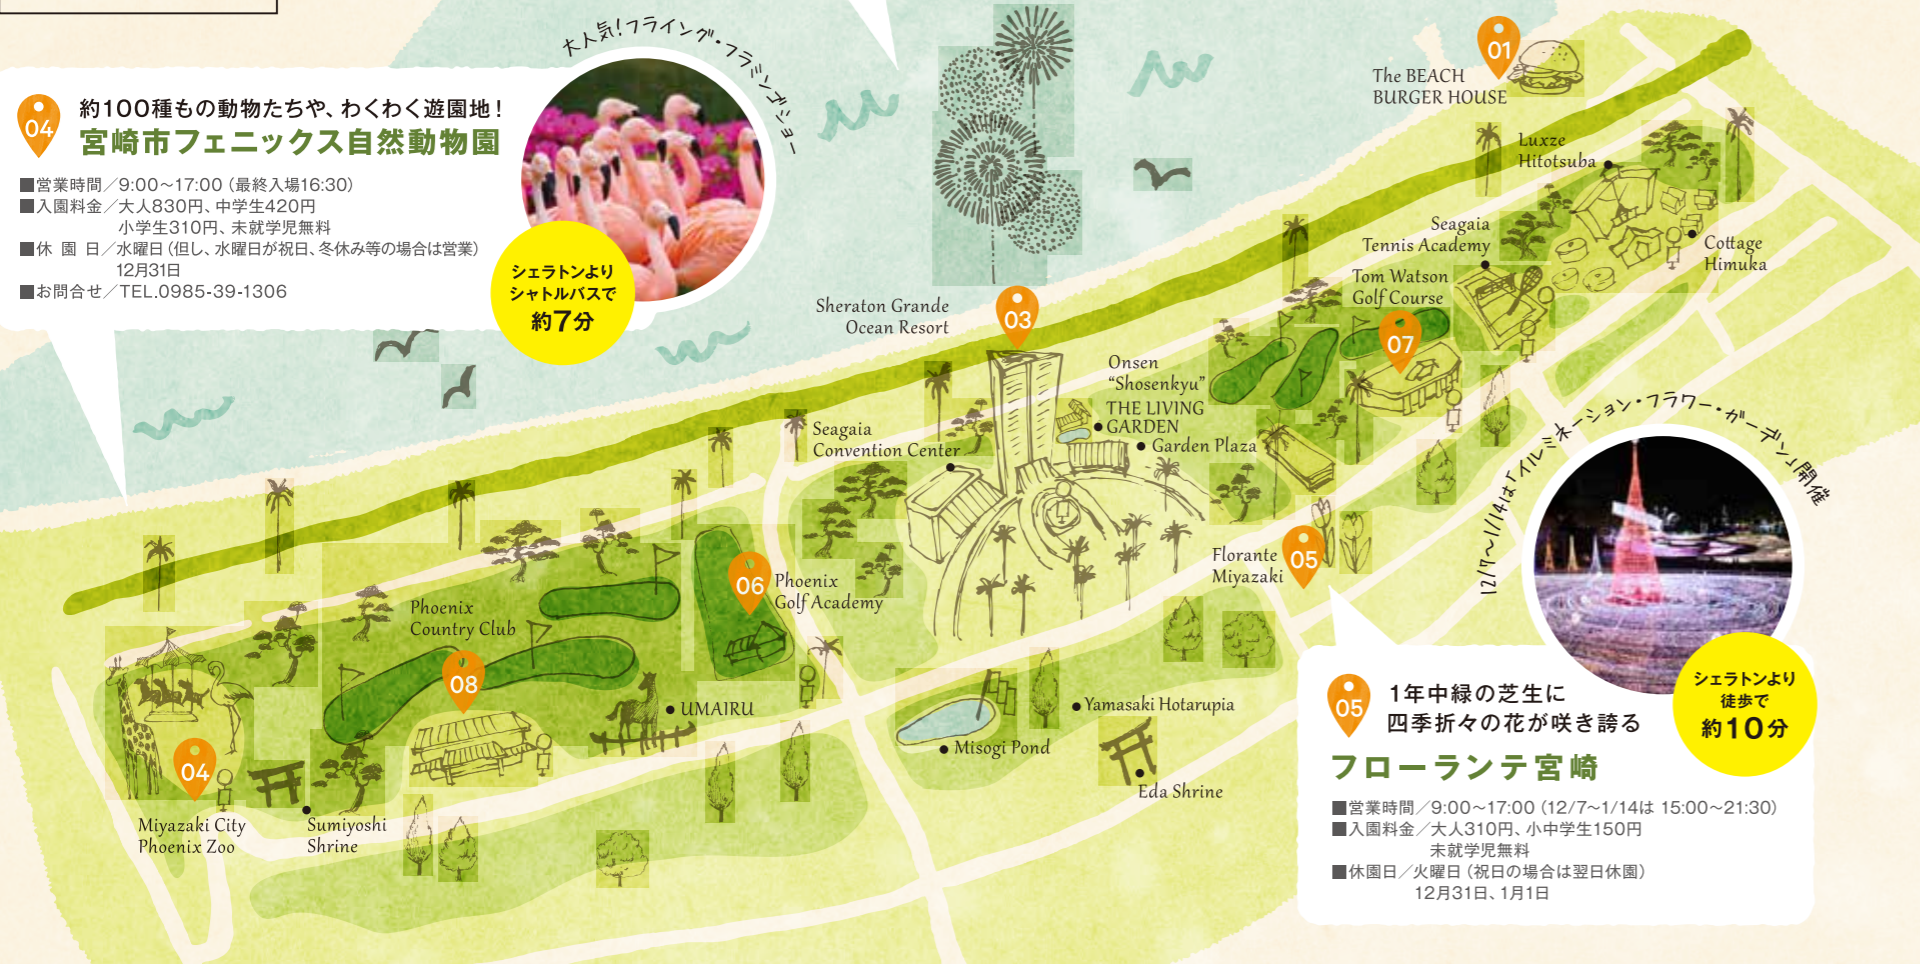 大人気!フライング・フラミンゴショー
04
約100種もの動物たちや、わくわく遊園地!
宮崎市フェニックス自然動物園
■営業時間／9:00〜17:00（最終入場16:30）
■入園料金／大人830円、中学生420円
小学生310円、未就学児無料
■休 園 日／水曜日（但し、水曜日が祝日、冬休み等の場合は営業）
12月31日
■お問合せ／TEL.0985-39-1306
シェラトンより
シャトルバスで
約7分
01
The BEACH
BURGER HOUSE
Luxze
Hitotsuba
Cottage
Himuka
Seagaia
Tennis Academy
Tom Watson
Golf Course
07
03
Sheraton Grande
Ocean Resort
Onsen
“Shosenkyu”
THE LIVING
GARDEN
Garden Plaza
Seagaia
Convention Center
Florante
Miyazaki
05
06
Phoenix
Golf Academy
Phoenix
Country Club
08
UMAIRU
Yamasaki Hotarupia
Misogi Pond
Eda Shrine
04
Miyazaki City
Phoenix Zoo
Sumiyoshi
Shrine
12/7〜1/14は「イルミネーション・フラワー・ガーデン」開催
シェラトンより
徒歩で
約10分
05
1年中緑の芝生に
四季折々の花が咲き誇る
フローランテ宮崎
■営業時間／9:00〜17:00（12/7〜1/14は 15:00〜21:30）
■入園料金／大人310円、小中学生150円
未就学児無料
■休園日／火曜日（祝日の場合は翌日休園）
12月31日、1月1日